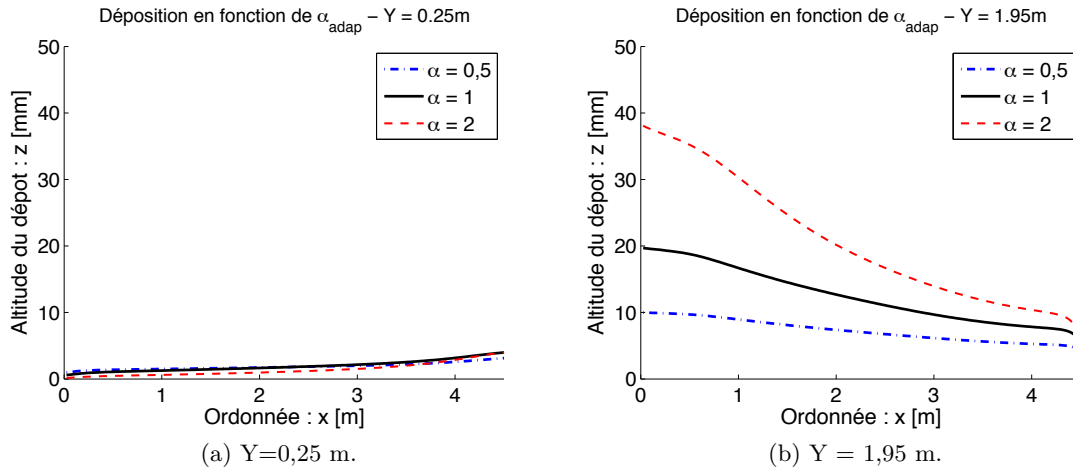 Déposition en fonction de α_adap – Y = 0.25m
50
40
30
20
10
0
Altitude du dépot : z [mm]
α = 0,5
α = 1
α = 2
0 1 2 3 4
Ordonnée : x [m]
(a) Y=0,25 m.
Déposition en fonction de α_adap – Y = 1.95m
50
40
30
20
10
0
Altitude du dépot : z [mm]
α = 0,5
α = 1
α = 2
0 1 2 3 4
Ordonnée : x [m]
(b) Y = 1,95 m.